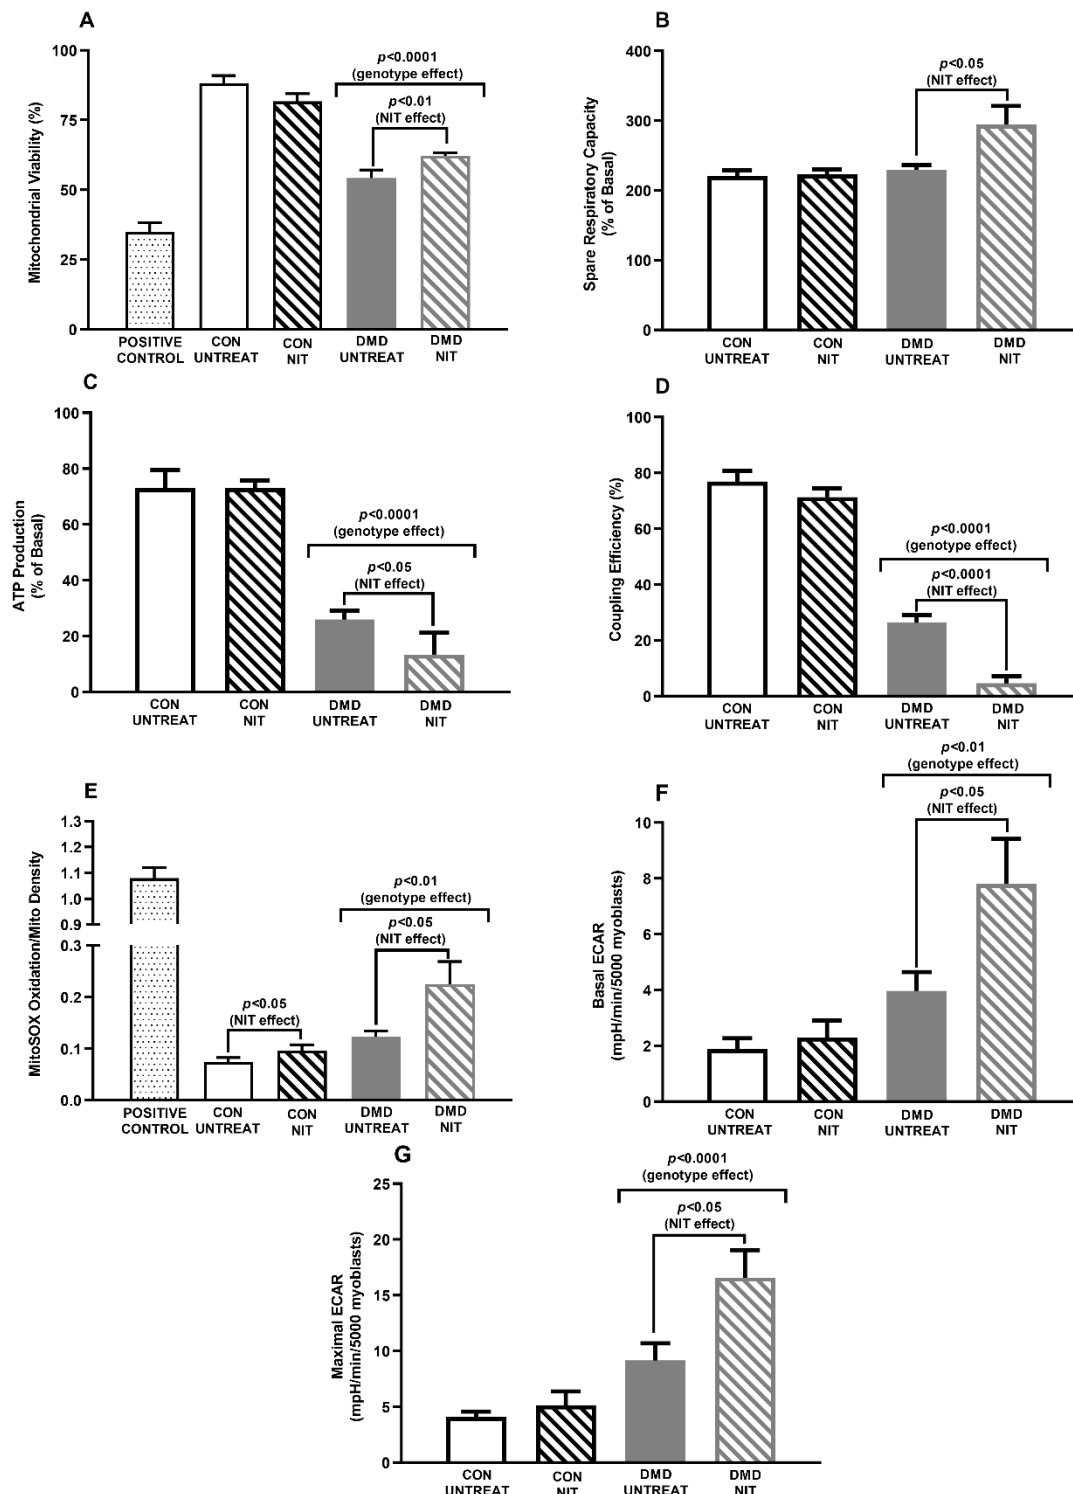 A
Mitochondrial Viability (%)
100
75
50
25
0
p<0.0001
(genotype effect)
p<0.01
(NIT effect)
POSITIVE
CONTROL
CON
UNTREAT
CON
NIT
DMD
UNTREAT
DMD
NIT
B
Spare Respiratory Capacity
(% of Basal)
400
300
200
100
0
p<0.05
(NIT effect)
CON
UNTREAT
CON
NIT
DMD
UNTREAT
DMD
NIT
C
ATP Production
(% of Basal)
100
80
60
40
20
0
p<0.0001
(genotype effect)
p<0.05
(NIT effect)
CON
UNTREAT
CON
NIT
DMD
UNTREAT
DMD
NIT
D
Coupling Efficiency (%)
100
80
60
40
20
0
p<0.0001
(genotype effect)
p<0.0001
(NIT effect)
CON
UNTREAT
CON
NIT
DMD
UNTREAT
DMD
NIT
E
MitoSOX Oxidation/Mito Density
1.3
1.2
1.1
1.0
0.9
0.3
0.2
0.1
0.0
p<0.01
(genotype effect)
p<0.05
(NIT effect)
p<0.05
(NIT effect)
POSITIVE
CONTROL
CON
UNTREAT
CON
NIT
DMD
UNTREAT
DMD
NIT
F
Basal ECAR
(mpH/min/5000 myoblasts)
10
8
6
4
2
0
p<0.01
(genotype effect)
p<0.05
(NIT effect)
CON
UNTREAT
CON
NIT
DMD
UNTREAT
DMD
NIT
G
Maximal ECAR
(mpH/min/5000 myoblasts)
25
20
15
10
5
0
p<0.0001
(genotype effect)
p<0.05
(NIT effect)
CON
UNTREAT
CON
NIT
DMD
UNTREAT
DMD
NIT